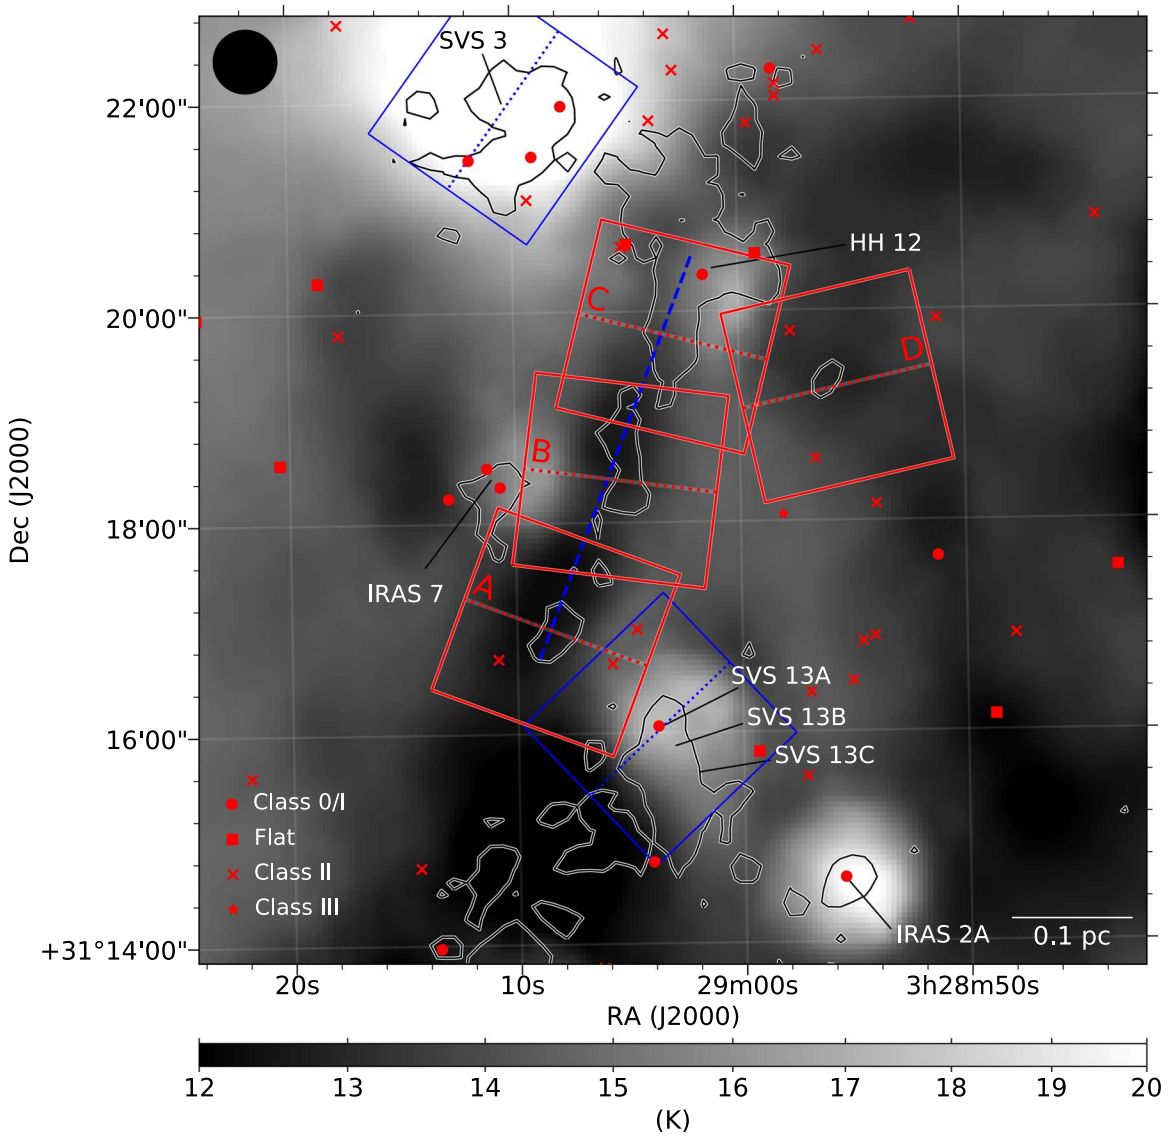 SVS 3
22'00"
HH 12
20'00"
C
D
B
18'00"
A
IRAS 7
SVS 13A
SVS 13B
SVS 13C
16'00"
Class 0/I
Flat
Class II
Class III
IRAS 2A
0.1 pc
+31°14'00"
Dec (J2000)
20s 10s 29m00s 3h28m50s
RA (J2000)
12 13 14 15 16 17 18 19 20
(K)